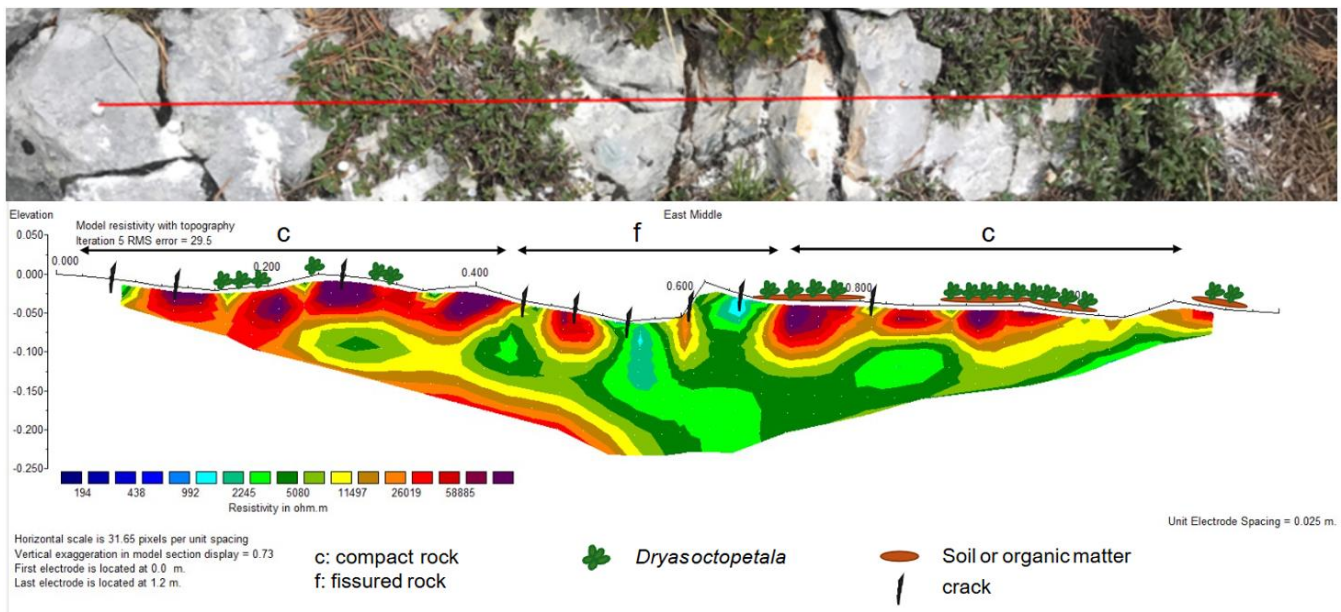 Elevation
East Middle
Model resistivity with topography
Iteration 5 RMS error = 29.5
c
f
c
0.050
0.000
-0.050
-0.100
-0.150
-0.200
-0.250
0.000
0.200
0.400
0.600
0.800
194 438 992 2245 5080 11497 26019 58885
Resistivity in ohm.m
Unit Electrode Spacing = 0.025 m.
Horizontal scale is 31.65 pixels per unit spacing
Vertical exaggeration in model section display = 0.73
First electrode is located at 0.0 m.
Last electrode is located at 1.2 m.
c: compact rock
f: fissured rock
Dryas octopetala
Soil or organic matter
crack